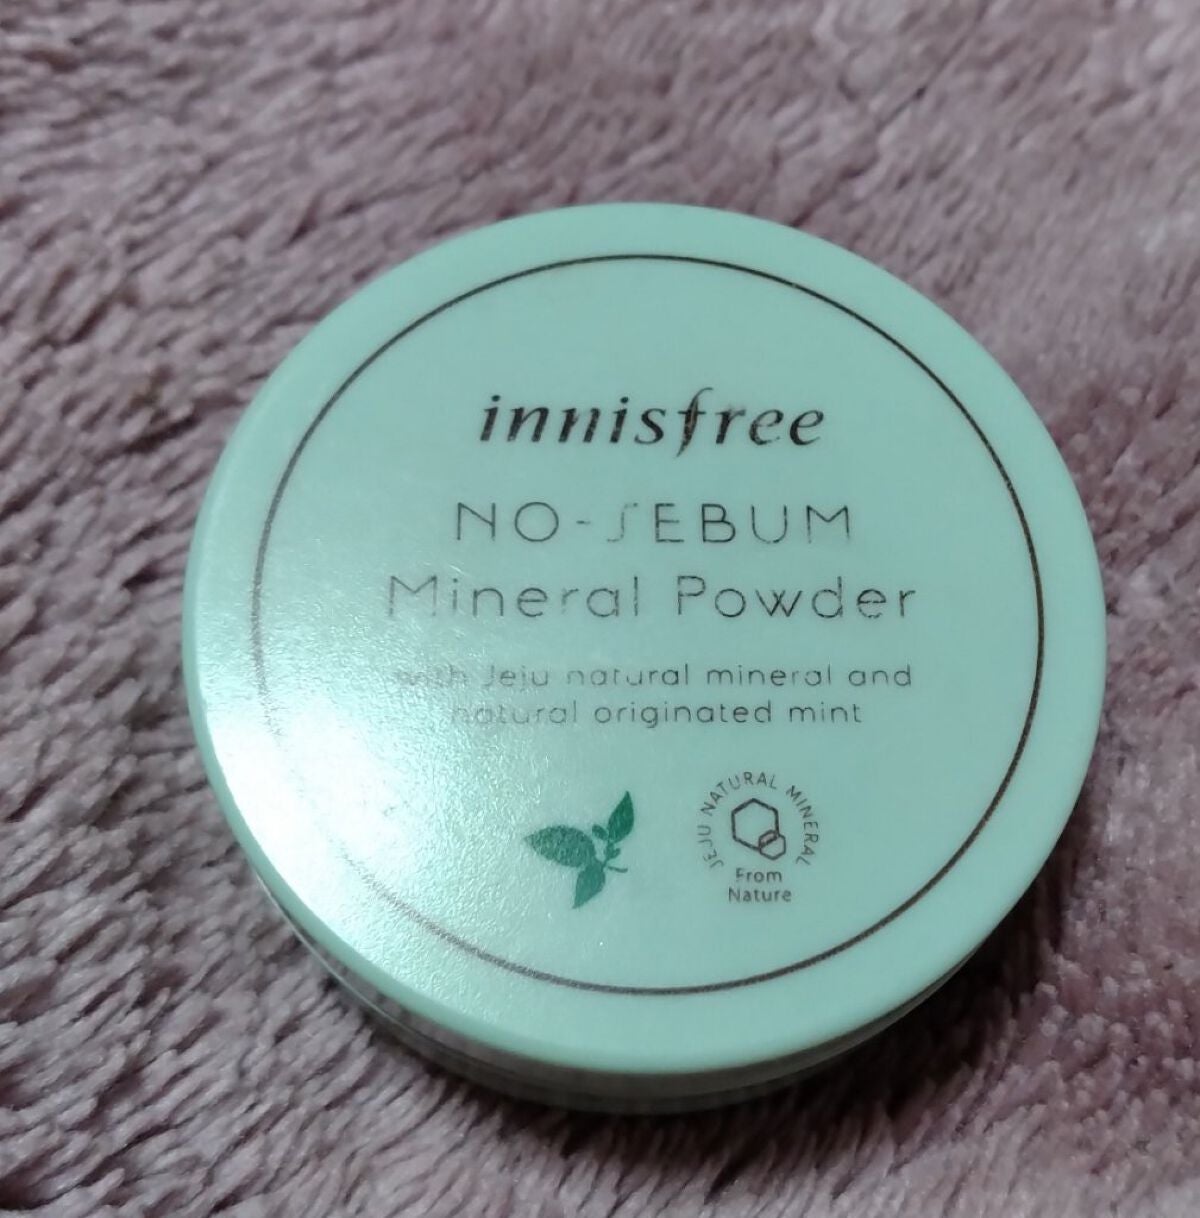 innisfree
NO-SEBUM
Mineral Powder
with Jeju natural mineral and
natural originated mint
JEJU NATURAL MINERAL
From
Nature